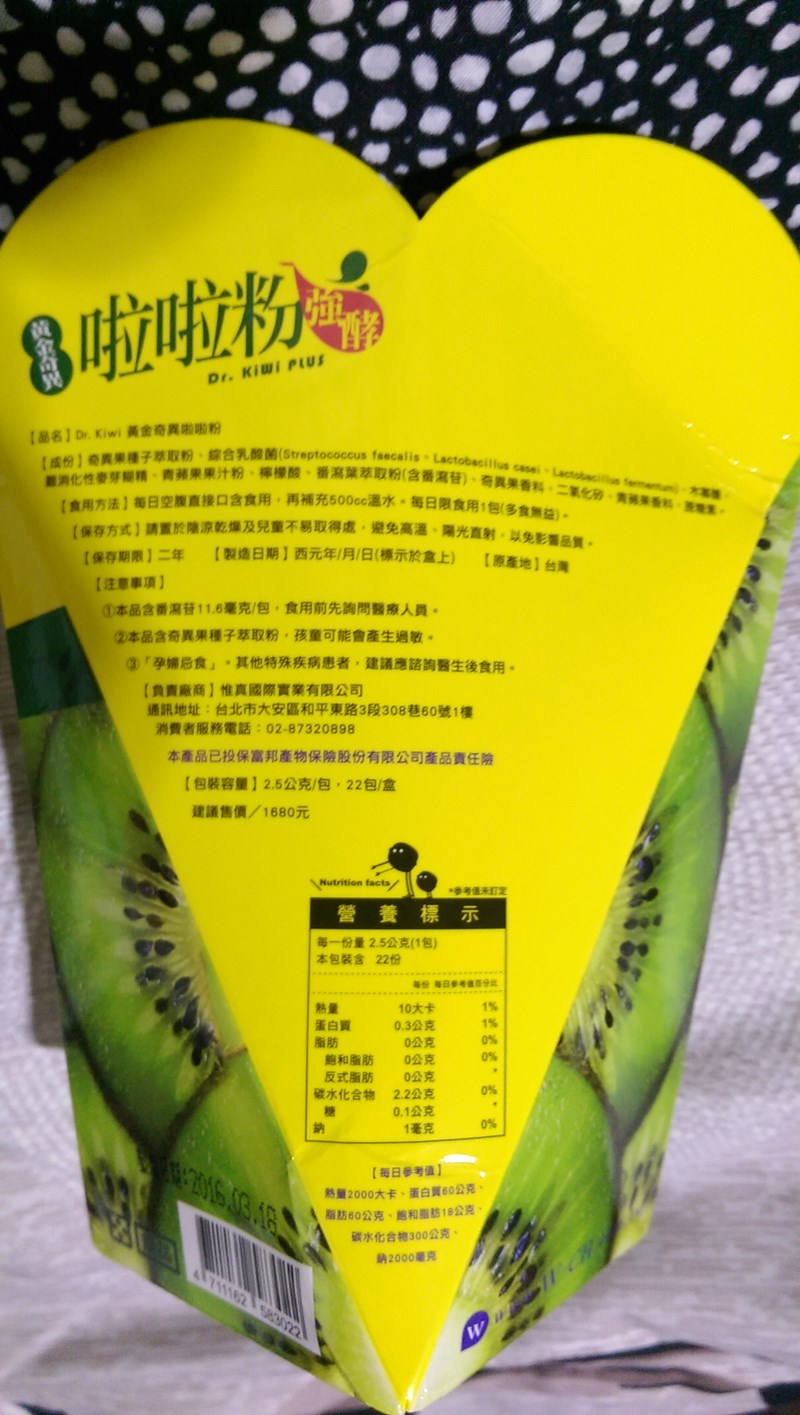 黃金奇異
啦啦粉
強酵
Dr. Kiwi PLUS
【品名】Dr. Kiwi 黃金奇異啦啦粉
【成份】奇異果種子萃取粉、綜合乳酸菌(Streptococcus faecalis、Lactobacillus casei、Lactobacillus fermentum)、木寡醣、
難消化性麥芽糊精、青蘋果果汁粉、檸檬酸、番瀉葉萃取粉(含番瀉苷)、奇異果香料、二氧化矽、青蘋果香料、蔗糖素。
【食用方法】每日空腹直接口含食用，再補充500cc溫水。每日限食用1包(多食無益)。
【保存方式】請置於陰涼乾燥及兒童不易取得處，避免高溫、陽光直射，以免影響品質。
【保存期限】二年 【製造日期】西元年/月/日(標示於盒上) 【原產地】台灣
【注意事項】
①本品含番瀉苷11.6毫克/包，食用前先詢問醫療人員。
②本品含奇異果種子萃取粉，孩童可能會產生過敏。
③「孕婦忌食」。其他特殊疾病患者，建議應諮詢醫生後食用。
【負責廠商】惟真國際實業有限公司
通訊地址：台北市大安區和平東路3段308巷60號1樓
消費者服務電話：02-87320898
本產品已投保富邦產物保險股份有限公司產品責任險
【包裝容量】2.5公克/包，22包/盒
建議售價／1680元
Nutrition facts
*參考值未訂定
營養標示
每一份量 2.5公克(1包)
本包裝含 22份
每份 每日參考值百分比
熱量 10大卡 1%
蛋白質 0.3公克 1%
脂肪 0公克 0%
飽和脂肪 0公克 0%
反式脂肪 0公克 *
碳水化合物 2.2公克 0%
糖 0.1公克 *
鈉 1毫克 0%
【每日參考值】
熱量2000大卡、蛋白質60公克、
脂肪60公克、飽和脂肪18公克、
碳水化合物300公克、
鈉2000毫克
2016.03.18
4 711162 583022
W